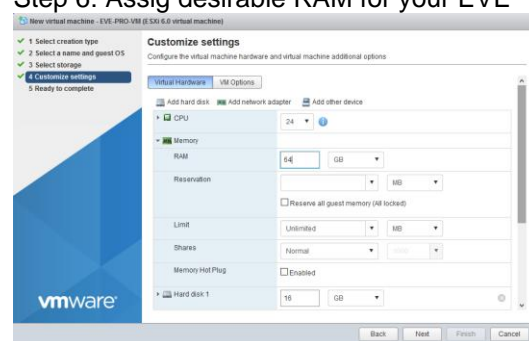 Step 6: Assig desirable RAM for your EVE
New virtual machine - EVE-PRO-VM (ESXi 6.0 virtual machine)
1 Select creation type
2 Select a name and guest OS
3 Select storage
4 Customize settings
5 Ready to complete
Customize settings
Configure the virtual machine hardware and virtual machine additional options
Virtual Hardware VM Options
Add hard disk Add network adapter Add other device
CPU 24
Memory
RAM 64 GB
Reservation MB
Reserve all guest memory (All locked)
Limit Unlimited MB
Shares Normal
Memory Hot Plug Enabled
Hard disk 1 16 GB
vmware
Back Next Finish Cancel